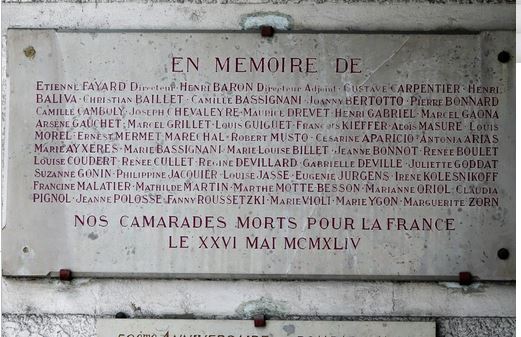 EN MEMOIRE DE
ETIENNE FAYARD Directeur·HENRI BARON Directeur Adjoint·GUSTAVE CARPENTIER·HENRI
BALIVA·CHRISTIAN BAILLET·CAMILLE BASSIGNANI·JOANNY BERTOTTO·PIERRE BONNARD
CAMILLE CAMBOLY·JOSEPH CHEVALEYRE·MAURICE DREVET·HENRI GABRIEL·MARCEL GAONA
ARSENE GAUCHET·MARCEL GRILLET·LOUIS GUIGUET·FRANÇOIS KIEFFER·ALOIS MASURE·LOUIS
MOREL·ERNEST MERMET MARECHAL·ROBERT MUSTO·CESARINE APARICIO·ANTONIA ARIAS
MARIE AYXERES·MARIE BASSIGNANI·MARIE LOUISE BILLET·JEANNE BONNOT·RENEE BOULET
LOUISE COUDERT·RENEE CULLET·REGINE DEVILLARD·GABRIELLE DEVILLE·JULIETTE GODDAT
SUZANNE GONIN·PHILIPPINE JACQUIER·LOUISE JASSE·EUGENIE JURGENS·IRENE KOLESNIKOFF
FRANCINE MALATIER·MATHILDE MARTIN·MARTHE MOTTE-BESSON·MARIANNE ORIOL·CLAUDIA
PIGNOL·JEANNE POLOSSE·FANNY ROUSSETZKI·MARIE VIOLI·MARIE YGON·MARGUERITE ZORN
NOS CAMARADES MORTS POUR LA FRANCE
LE XXVI MAI MCMXLIV
50ème ANNIVERSAIRE